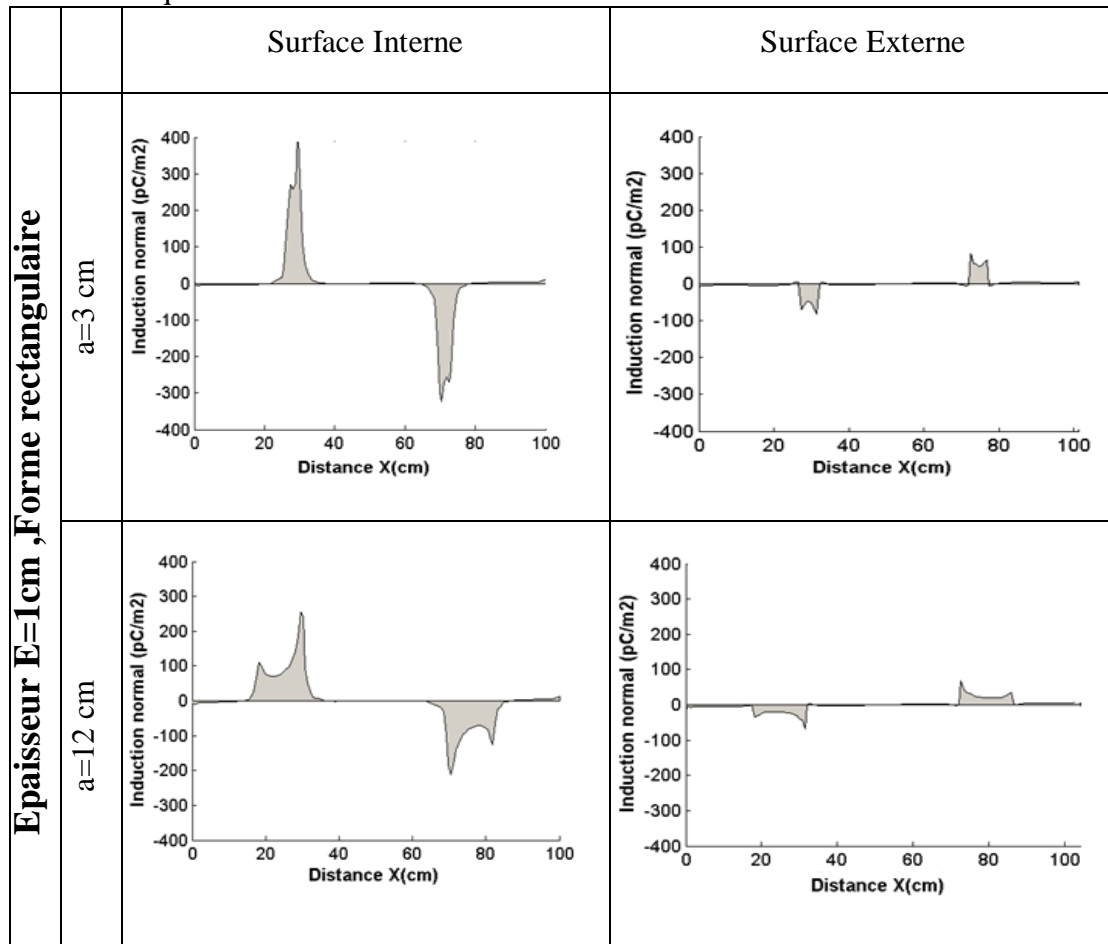 Surface Interne
Surface Externe
Epaisseur E=1cm ,Forme rectangulaire
a=3 cm
400
300
200
100
0
-100
-200
-300
-400
Induction normal (pC/m2)
0 20 40 60 80 100
Distance X(cm)
400
300
200
100
0
-100
-200
-300
-400
Induction normal (pC/m2)
0 20 40 60 80 100
Distance X(cm)
a=12 cm
400
300
200
100
0
-100
-200
-300
-400
Induction normal (pC/m2)
0 20 40 60 80 100
Distance X(cm)
400
300
200
100
0
-100
-200
-300
-400
Induction normal (pC/m2)
0 20 40 60 80 100
Distance X(cm)